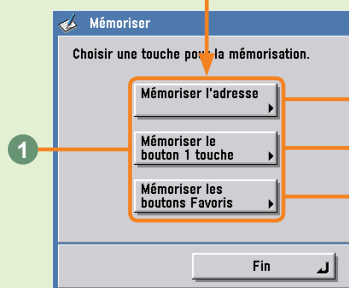 Mémoriser
Choisir une touche pour la mémorisation.
Mémoriser l'adresse
1
Mémoriser le
bouton 1 touche
Mémoriser les
boutons Favoris
Fin